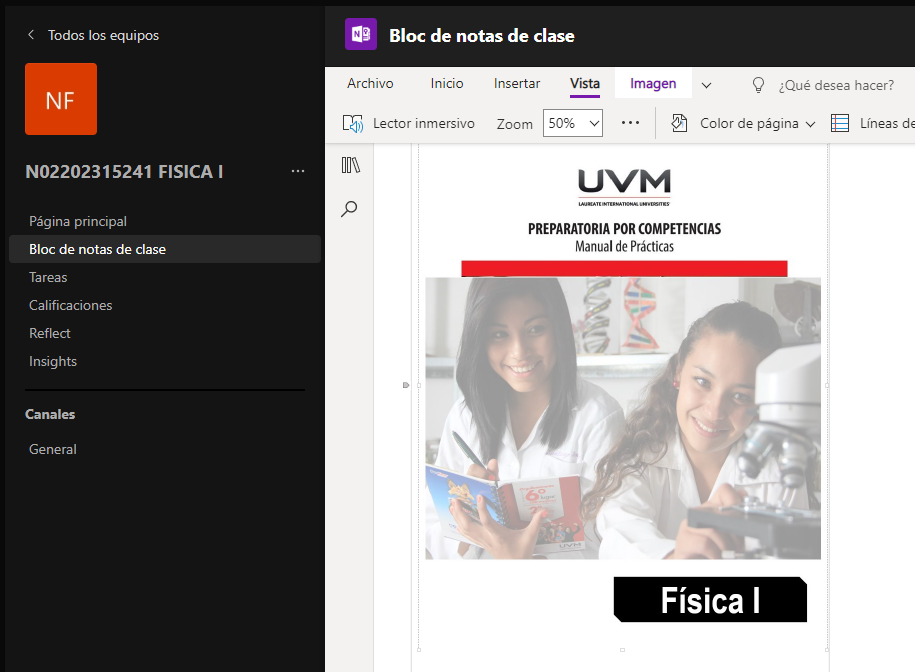 Todos los equipos
NF
N02202315241 FISICA I
Página principal
Bloc de notas de clase
Tareas
Calificaciones
Reflect
Insights
Canales
General
Bloc de notas de clase
Archivo Inicio Insertar Vista Imagen ¿Qué desea hacer?
Lector inmersivo Zoom 50% Color de página Líneas de
UVM
LAUREATE INTERNATIONAL UNIVERSITIES
PREPARATORIA POR COMPETENCIAS
Manual de Prácticas
6º
UVM
Física I